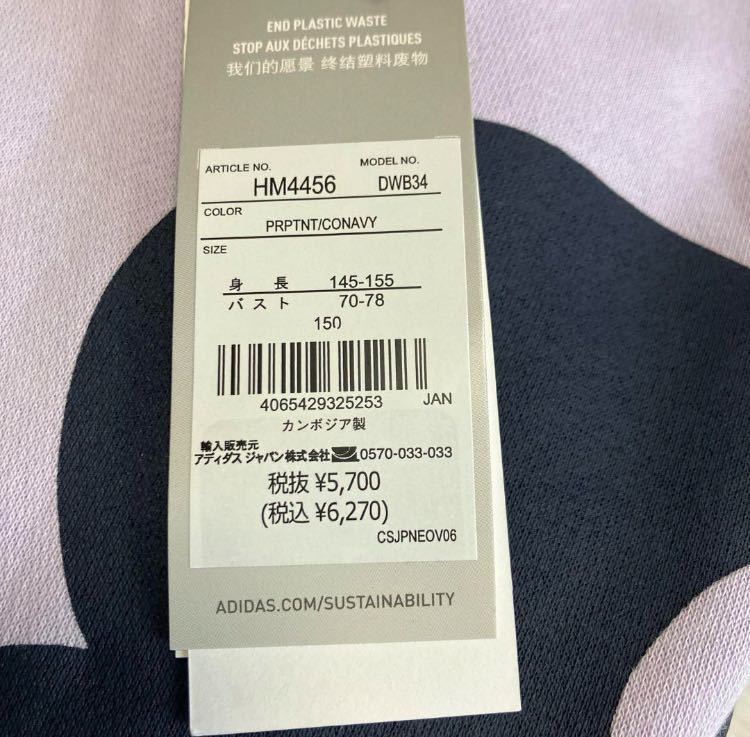 END PLASTIC WASTE
STOP AUX DÉCHETS PLASTIQUES
我们的愿景 终结塑料废物
ARTICLE NO. MODEL NO.
HM4456 DWB34
COLOR
PRPTNT/CONAVY
SIZE
身 長 145-155
バスト 70-78
150
4065429325253 JAN
カンボジア製
輸入販売元
アディダス ジャパン株式会社 0570-033-033
税抜 ¥5,700
(税込 ¥6,270)
CSJPNEOV06
ADIDAS.COM/SUSTAINABILITY